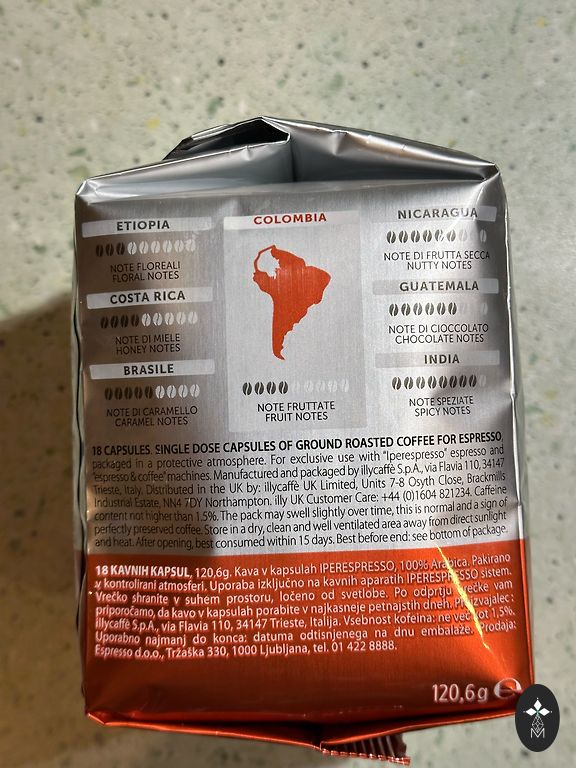 ETIOPIA
NOTE FLOREALI
FLORAL NOTES
COSTA RICA
NOTE DI MIELE
HONEY NOTES
BRASILE
NOTE DI CARAMELLO
CARAMEL NOTES
COLOMBIA
NOTE FRUTTATE
FRUIT NOTES
NICARAGUA
NOTE DI FRUTTA SECCA
NUTTY NOTES
GUATEMALA
NOTE DI CIOCCOLATO
CHOCOLATE NOTES
INDIA
NOTE SPEZIATE
SPICY NOTES
18 CAPSULES. SINGLE DOSE CAPSULES OF GROUND ROASTED COFFEE FOR ESPRESSO,
packaged in a protective atmosphere. For exclusive use with "Iperespresso" espresso and
"espresso & coffee" machines. Manufactured and packaged by illycaffè S.p.A., via Flavia 110, 34147
Trieste, Italy. Distributed in the UK by: illycaffè UK Limited, Units 7-8 Osyth Close, Brackmills
Industrial Estate, NN4 7DY Northampton. illy UK Customer Care: +44 (0)1604 821234. Caffeine
content not higher than 1.5%. The pack may swell slightly over time, this is normal and a sign of
perfectly preserved coffee. Store in a dry, clean and well ventilated area away from direct sunlight
and heat. After opening, best consumed within 15 days. Best before end: see bottom of package.
18 KAVNIH KAPSUL, 120,6g. Kava v kapsulah IPERESPRESSO, 100% Arabica. Pakirano
v kontrolirani atmosferi. Uporaba izključno na kavnih aparatih IPERESPRESSO sistem.
Vrečko shranite v suhem prostoru, ločeno od svetlobe. Po odprtju vrečke vam
priporočamo, da kavo v kapsulah porabite v najkasneje petnajstih dneh. Proizvajalec:
illycaffè S.p.A., via Flavia 110, 34147 Trieste, Italija. Vsebnost kofeina: ne več kot 1,5%.
Uporabno najmanj do konca: datuma odtisnjenega na dnu embalaže. Prodaja:
Espresso d.o.o., Tržaška 330, 1000 Ljubljana, tel. 01 422 8888.
120,6 g e
M